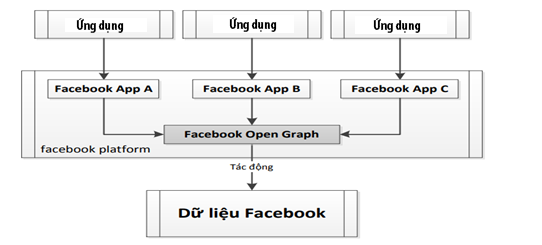 Ứng dụng Ứng dụng Ứng dụng
Facebook App A Facebook App B Facebook App C
Facebook Open Graph
facebook platform
Tác động
Dữ liệu Facebook